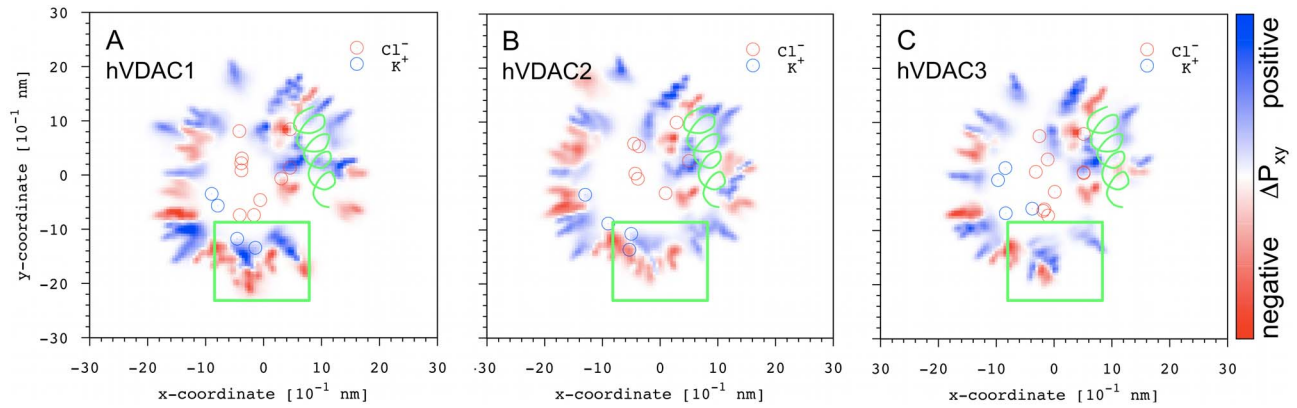 A
hVDAC1
Cl⁻
K⁺
30
20
10
0
-10
-20
-30
y-coordinate [10⁻¹ nm]
-30 -20 -10 0 10 20 30
x-coordinate [10⁻¹ nm]
B
hVDAC2
Cl⁻
K⁺
-30 -20 -10 0 10 20 30
x-coordinate [10⁻¹ nm]
C
hVDAC3
Cl⁻
K⁺
-30 -20 -10 0 10 20 30
x-coordinate [10⁻¹ nm]
negative ΔPxy positive